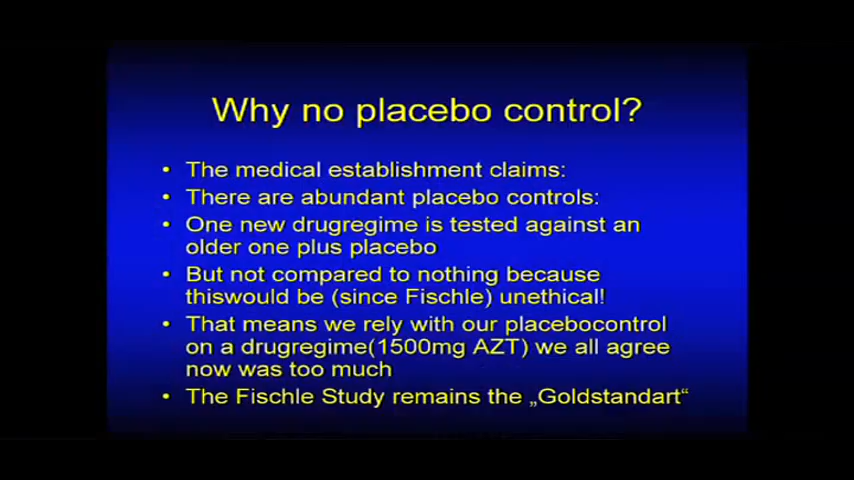 Why no placebo control?
• The medical establishment claims:
• There are abundant placebo controls:
• One new drugregime is tested against an
older one plus placebo
• But not compared to nothing because
thiswould be (since Fischle) unethical!
• That means we rely with our placebocontrol
on a drugregime(1500mg AZT) we all agree
now was too much
• The Fischle Study remains the „Goldstandart“